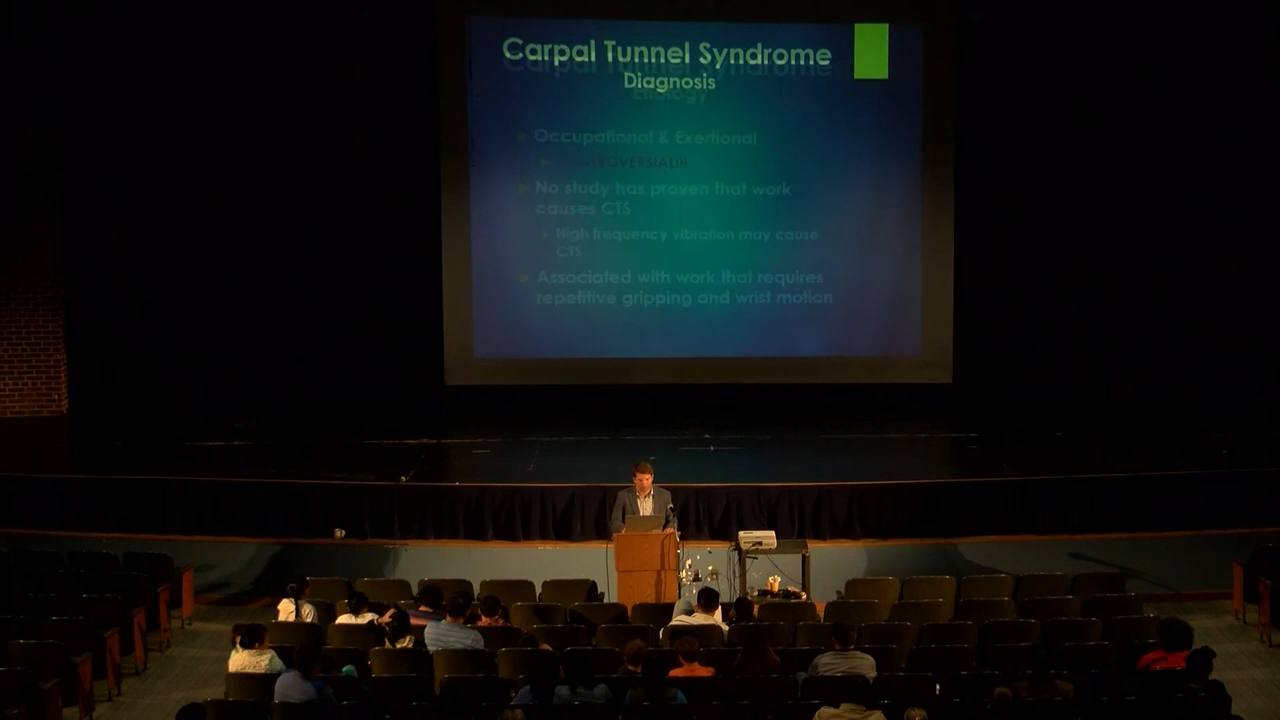 Carpal Tunnel Syndrome
Diagnosis
Etiology
Occupational & Exertional
No study has proven that work
causes CTS
High frequency vibration may cause
CTS
Associated with work that requires
repetitive gripping and wrist motion